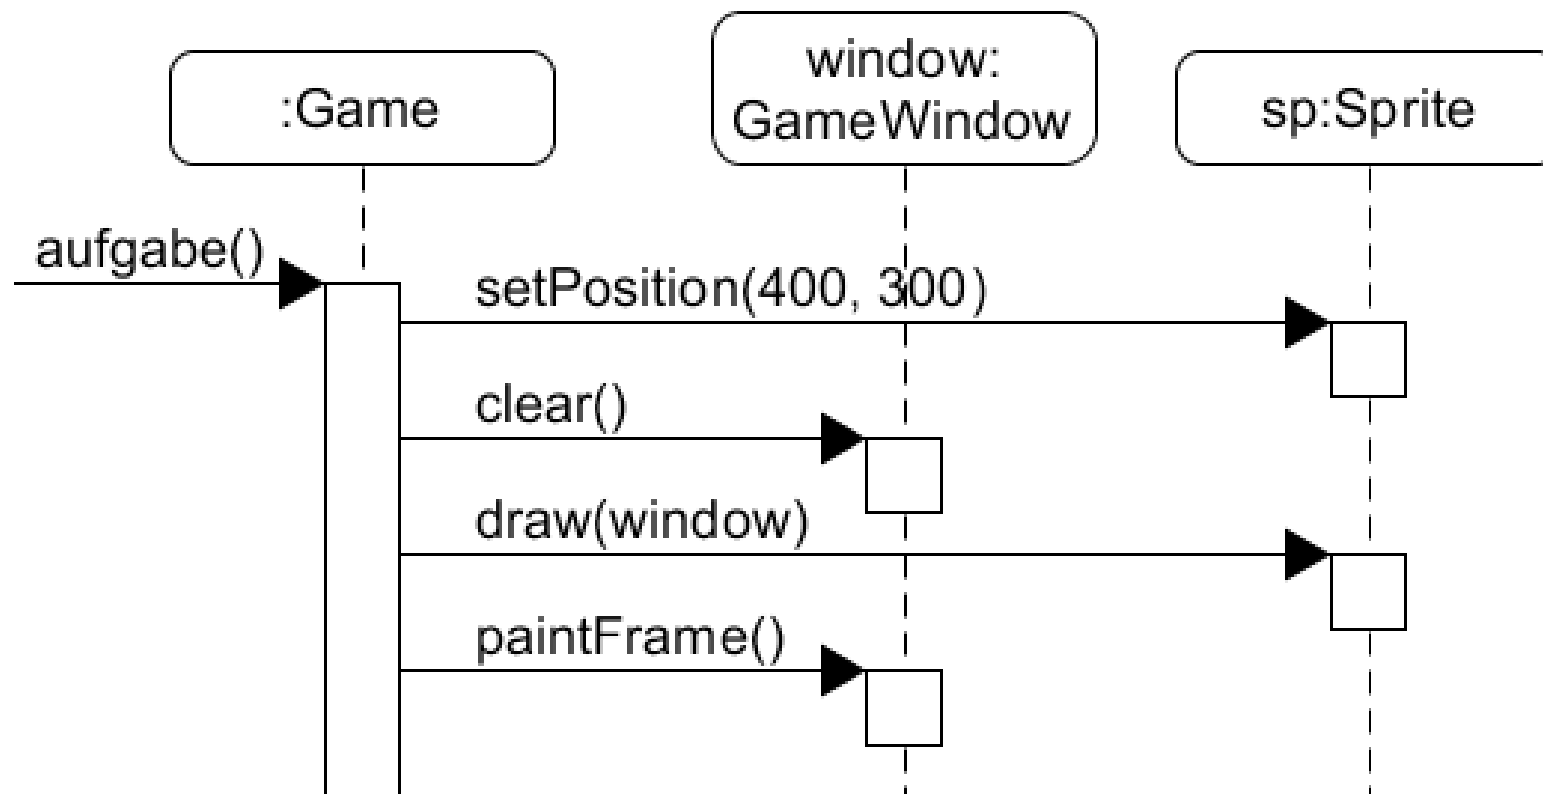 :Game
window:
GameWindow
sp:Sprite
aufgabe()
setPosition(400, 300)
clear()
draw(window)
paintFrame()